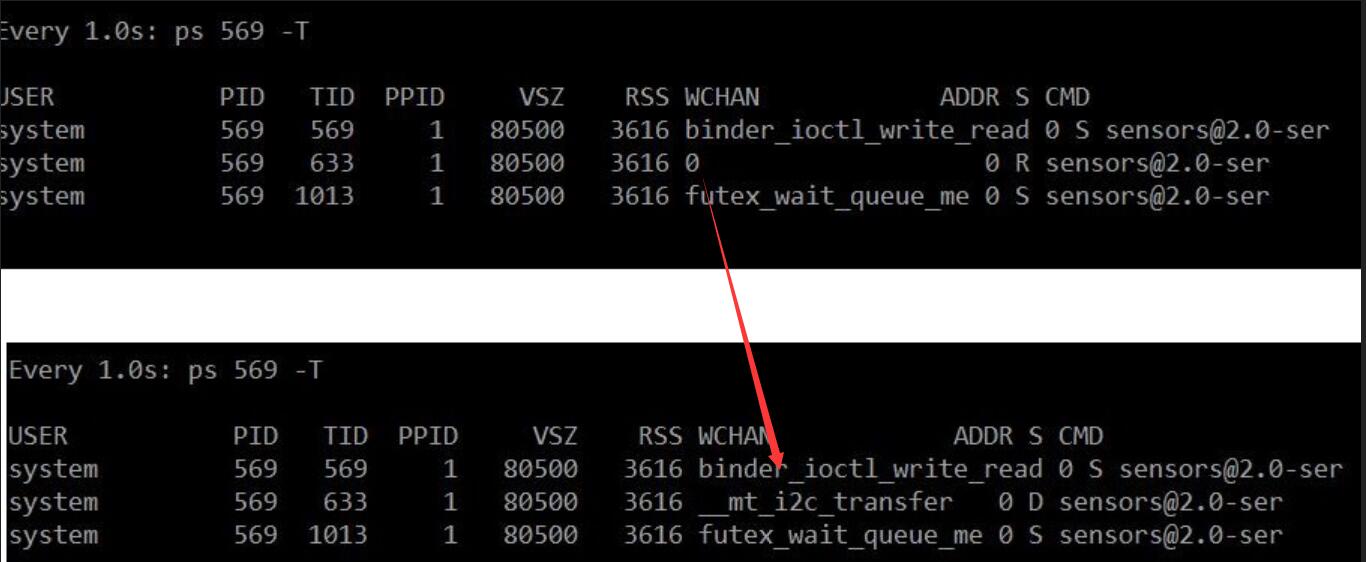 Every 1.0s: ps 569 -T
USER PID TID PPID VSZ RSS WCHAN ADDR S CMD
system 569 569 1 80500 3616 binder_ioctl_write_read 0 S sensors@2.0-ser
system 569 633 1 80500 3616 0 0 R sensors@2.0-ser
system 569 1013 1 80500 3616 futex_wait_queue_me 0 S sensors@2.0-ser
Every 1.0s: ps 569 -T
USER PID TID PPID VSZ RSS WCHAN ADDR S CMD
system 569 569 1 80500 3616 binder_ioctl_write_read 0 S sensors@2.0-ser
system 569 633 1 80500 3616 __mt_i2c_transfer 0 D sensors@2.0-ser
system 569 1013 1 80500 3616 futex_wait_queue_me 0 S sensors@2.0-ser